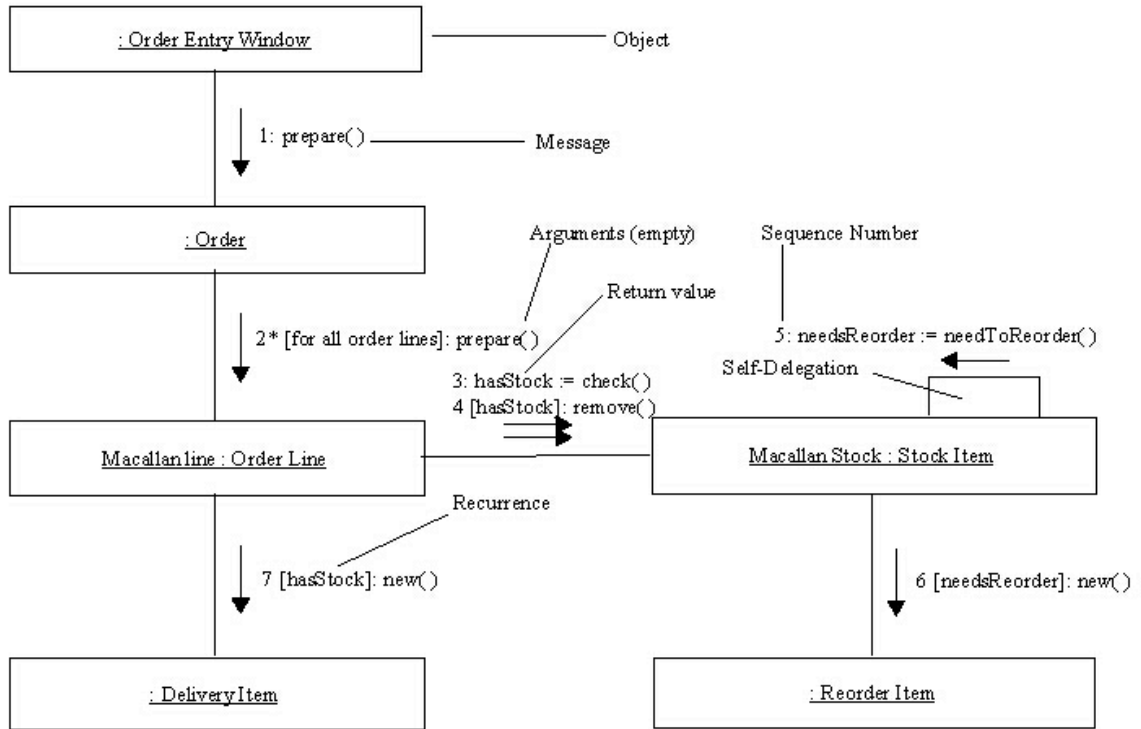 : Order Entry Window
Object
1: prepare()
Message
: Order
Arguments (empty)
Sequence Number
Return value
2* [for all order lines]: prepare()
5: needsReorder := needToReorder()
3: hasStock := check()
Self-Delegation
4 [hasStock]: remove()
Macallan line : Order Line
Macallan Stock : Stock Item
Recurrence
7 [hasStock]: new()
6 [needsReorder]: new()
: Delivery Item
: Reorder Item